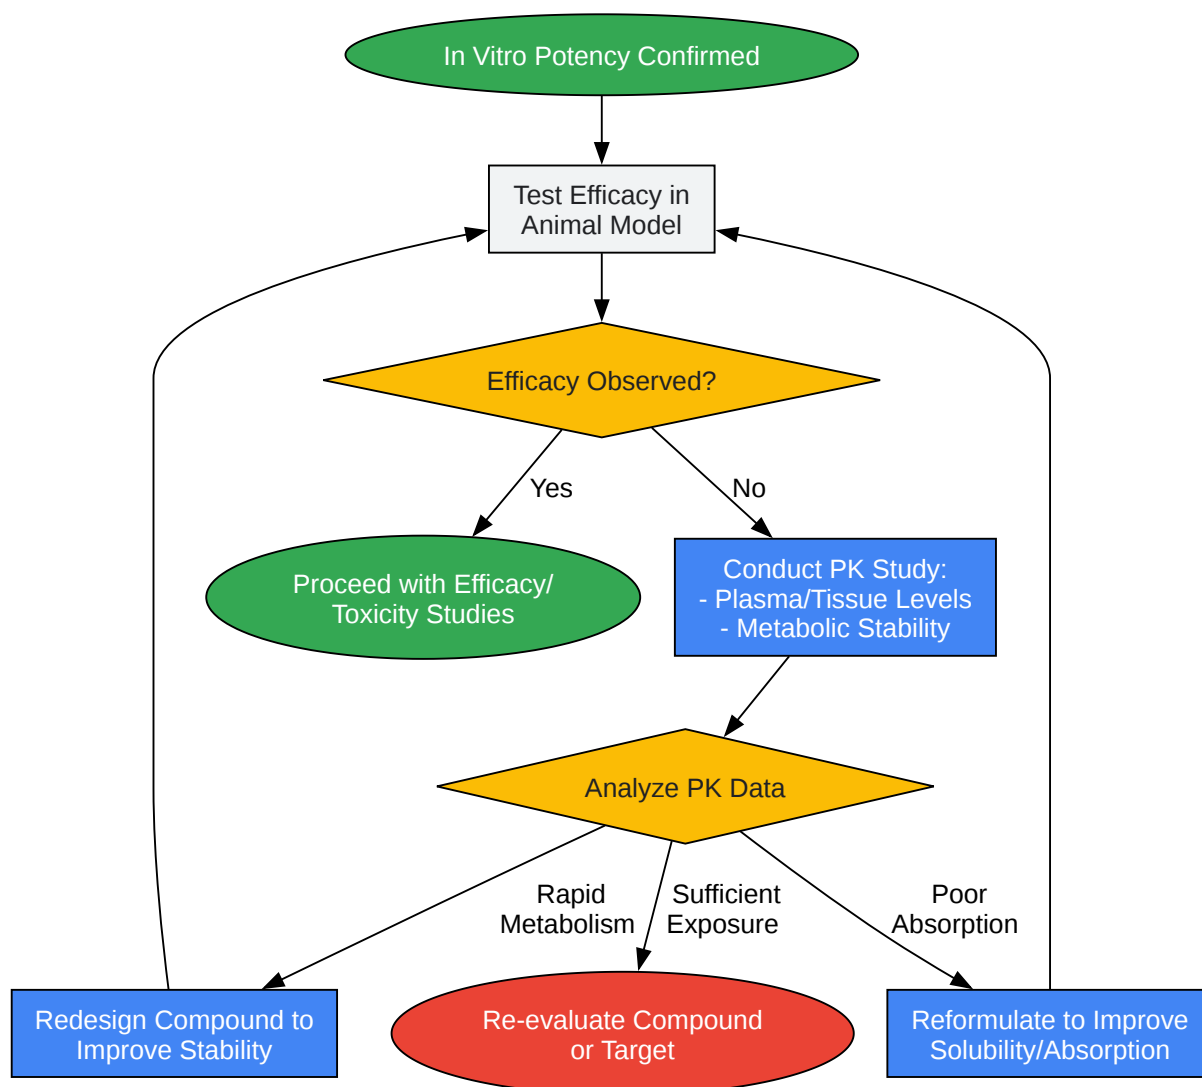 In Vitro Potency Confirmed
Test Efficacy in
Animal Model
Efficacy Observed?
Yes
No
Proceed with Efficacy/
Toxicity Studies
Conduct PK Study:
- Plasma/Tissue Levels
- Metabolic Stability
Analyze PK Data
Rapid
Metabolism
Sufficient
Exposure
Poor
Absorption
Redesign Compound to
Improve Stability
Re-evaluate Compound
or Target
Reformulate to Improve
Solubility/Absorption